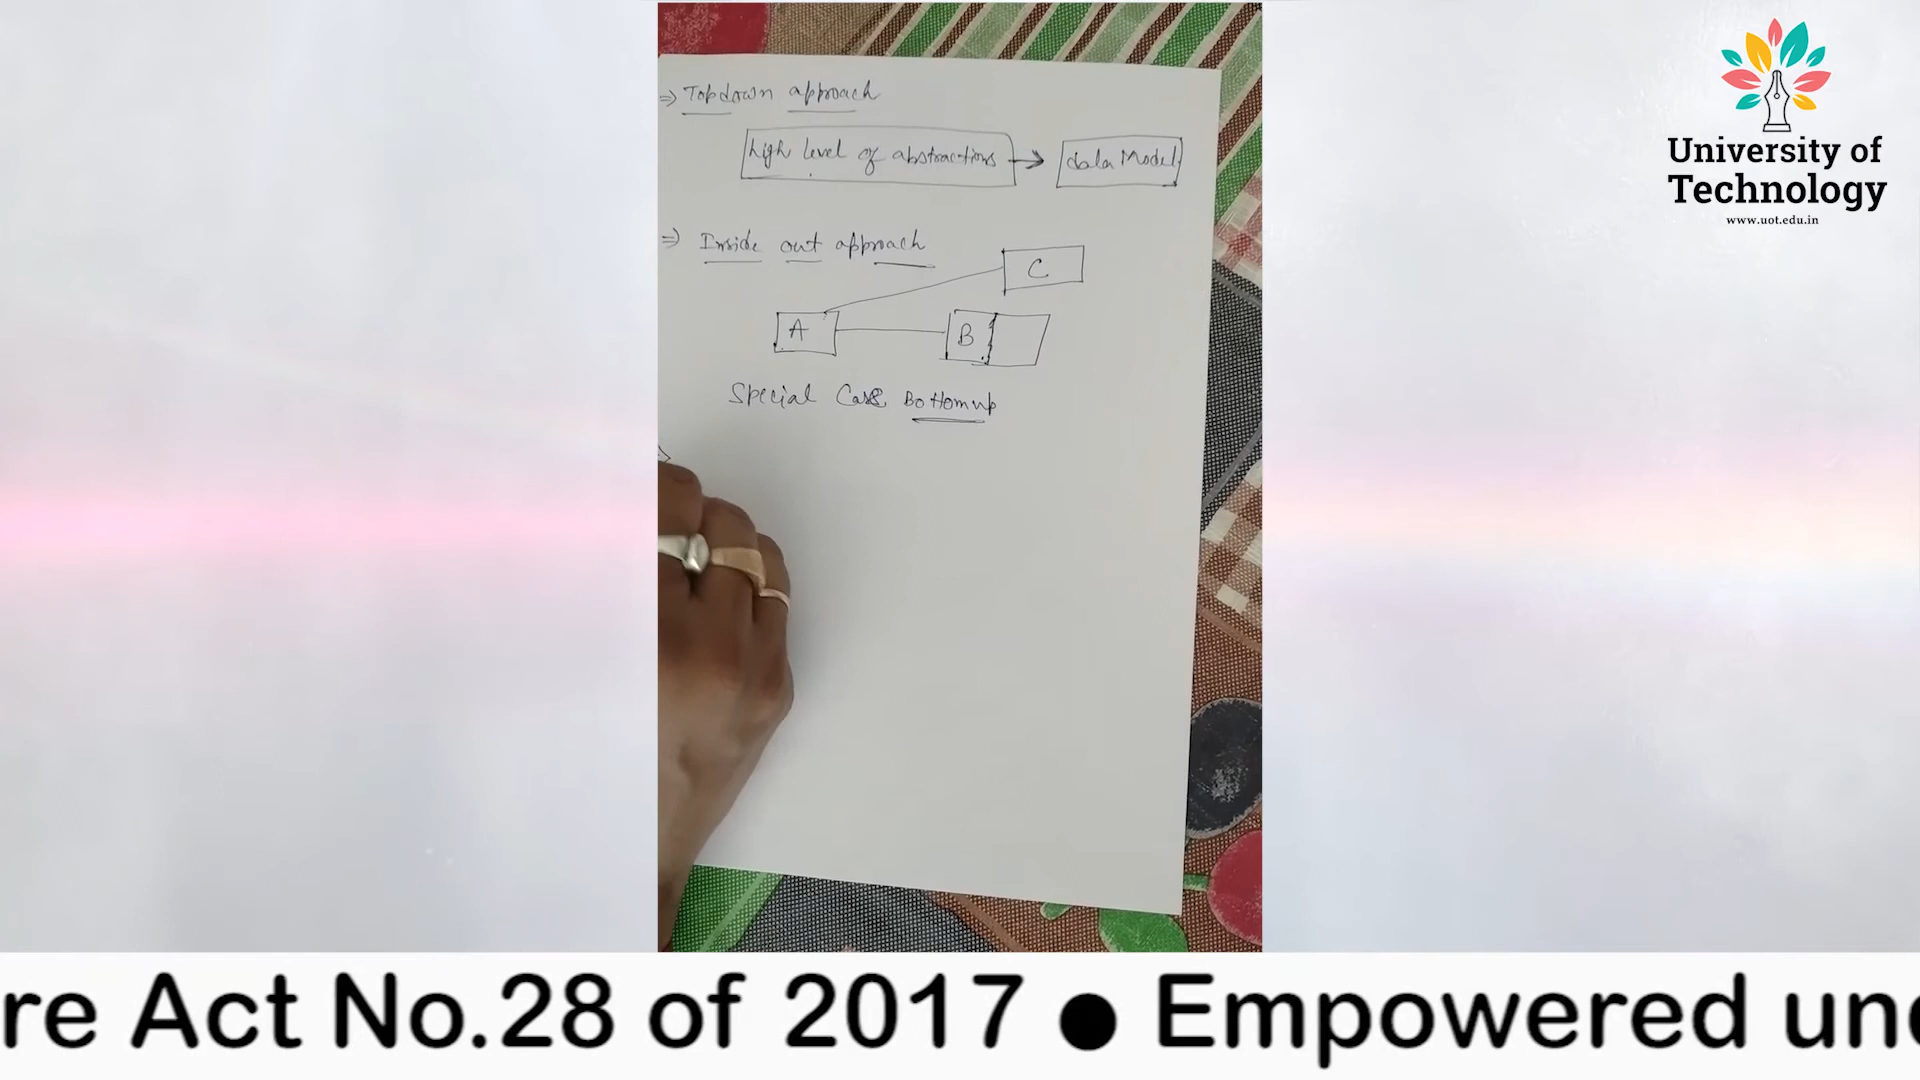 ⇒ Topdown approach
high level of abstractions → data Model
⇒ Inside out approach
C
A
B
Special Case Bottomup
University of
Technology
www.uot.edu.in
re Act No.28 of 2017 ● Empowered und